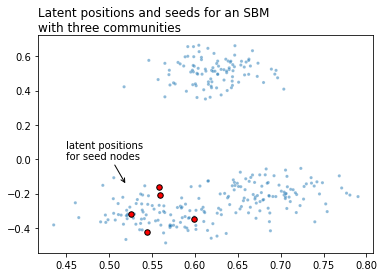 Latent positions and seeds for an SBM
with three communities
0.6
0.4
0.2
latent positions
for seed nodes
0.0
−0.2
−0.4
0.45 0.50 0.55 0.60 0.65 0.70 0.75 0.80